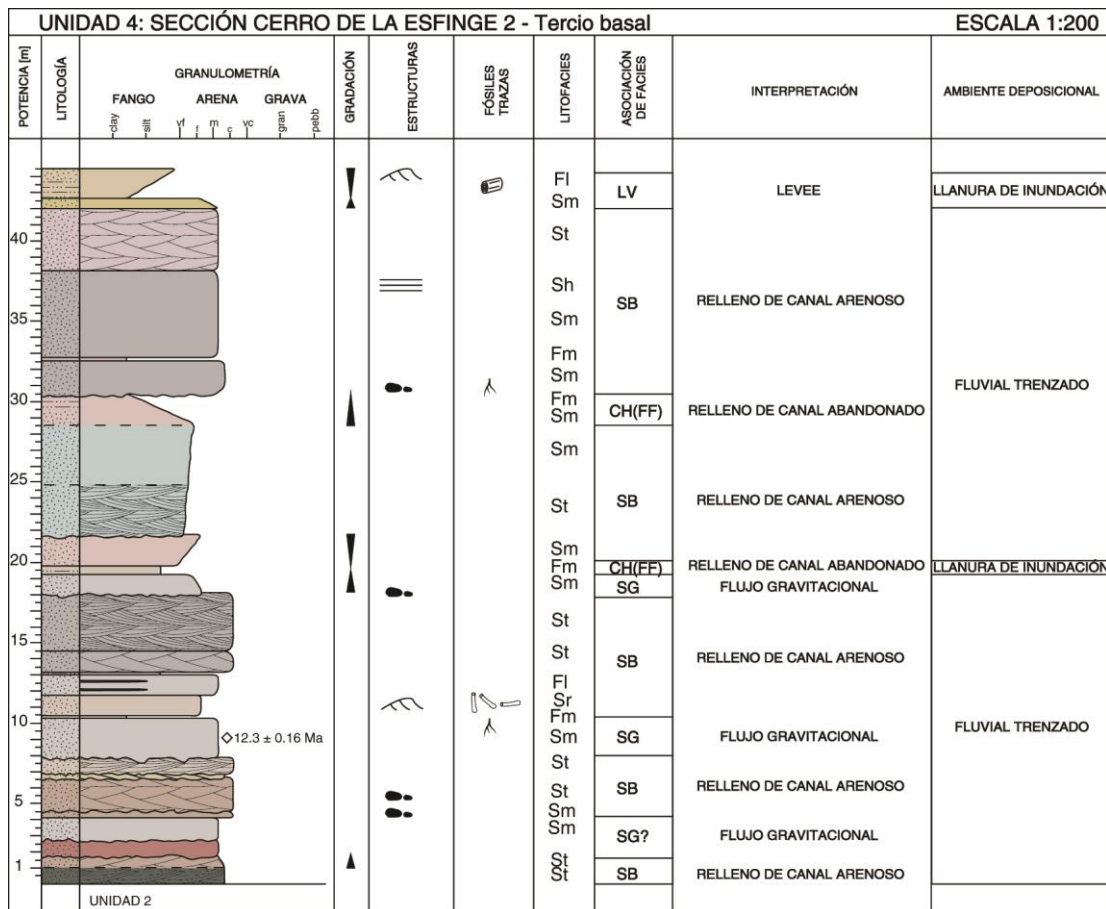 UNIDAD 4: SECCIÓN CERRO DE LA ESFINGE 2 - Tercio basal ESCALA 1:200
POTENCIA [m]
LITOLOGÍA
GRANULOMETRÍA
FANGO ARENA GRAVA
clay silt vf f m c vc gran pebb
GRADACIÓN
ESTRUCTURAS
FÓSILES
TRAZAS
LITOFACIES
ASOCIACIÓN
DE FACIES
INTERPRETACIÓN
AMBIENTE DEPOSICIONAL
Fl
Sm LV LEVEE LLANURA DE INUNDACIÓN
40 St
Sh
SB RELLENO DE CANAL ARENOSO
35 Sm
Fm
Sm FLUVIAL TRENZADO
30 Fm
Sm CH(FF) RELLENO DE CANAL ABANDONADO
Sm
25
St SB RELLENO DE CANAL ARENOSO
Sm
20 Fm CH(FF) RELLENO DE CANAL ABANDONADO LLANURA DE INUNDACIÓN
Sm SG FLUJO GRAVITACIONAL
St
15 St SB RELLENO DE CANAL ARENOSO
Fl
Sr
10 Fm FLUVIAL TRENZADO
12.3 ± 0.16 Ma Sm SG FLUJO GRAVITACIONAL
St
5 St SB RELLENO DE CANAL ARENOSO
Sm
Sm SG? FLUJO GRAVITACIONAL
1 St
St SB RELLENO DE CANAL ARENOSO
UNIDAD 2